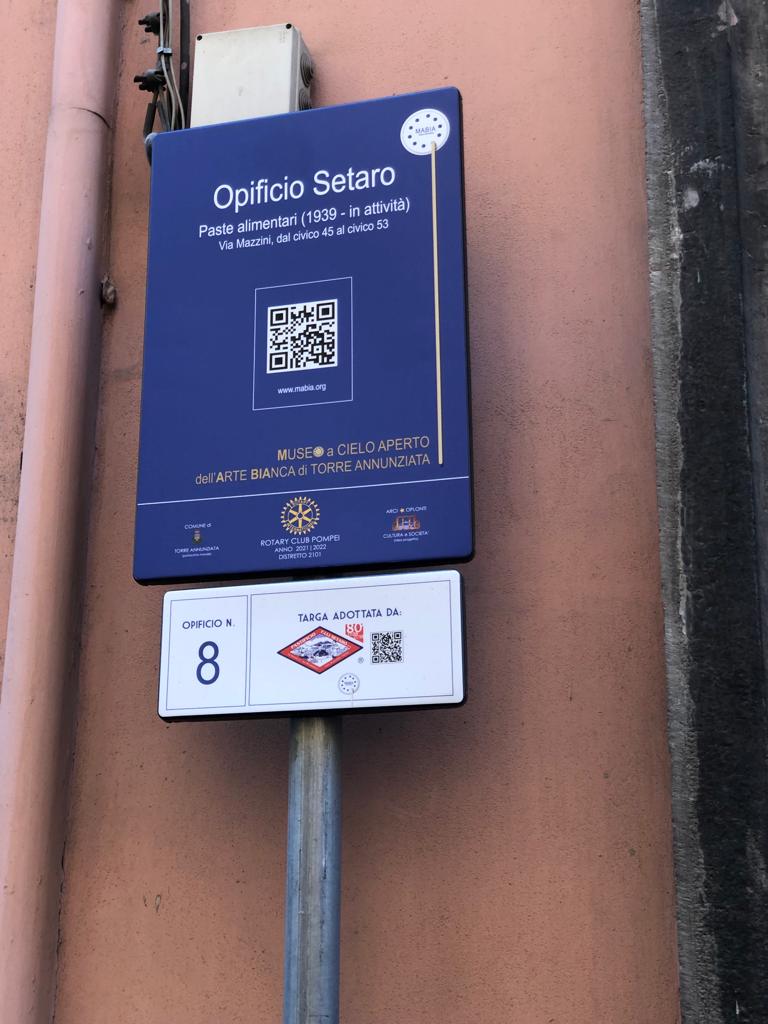 MABIA
Opificio Setaro
Paste alimentari (1939 - in attività)
Via Mazzini, dal civico 45 al civico 53
www.mabia.org
MUSEO a CIELO APERTO
dell'ARTE BIANCA di TORRE ANNUNZIATA
COMUNE di
TORRE ANNUNZIATA
ROTARY CLUB POMPEI
ANNO 2021|2022
DISTRETTO 2101
ARCI ★ OPLONTI
CULTURA e SOCIETA'
OPIFICIO N.
8
TARGA ADOTTATA DA:
80
®